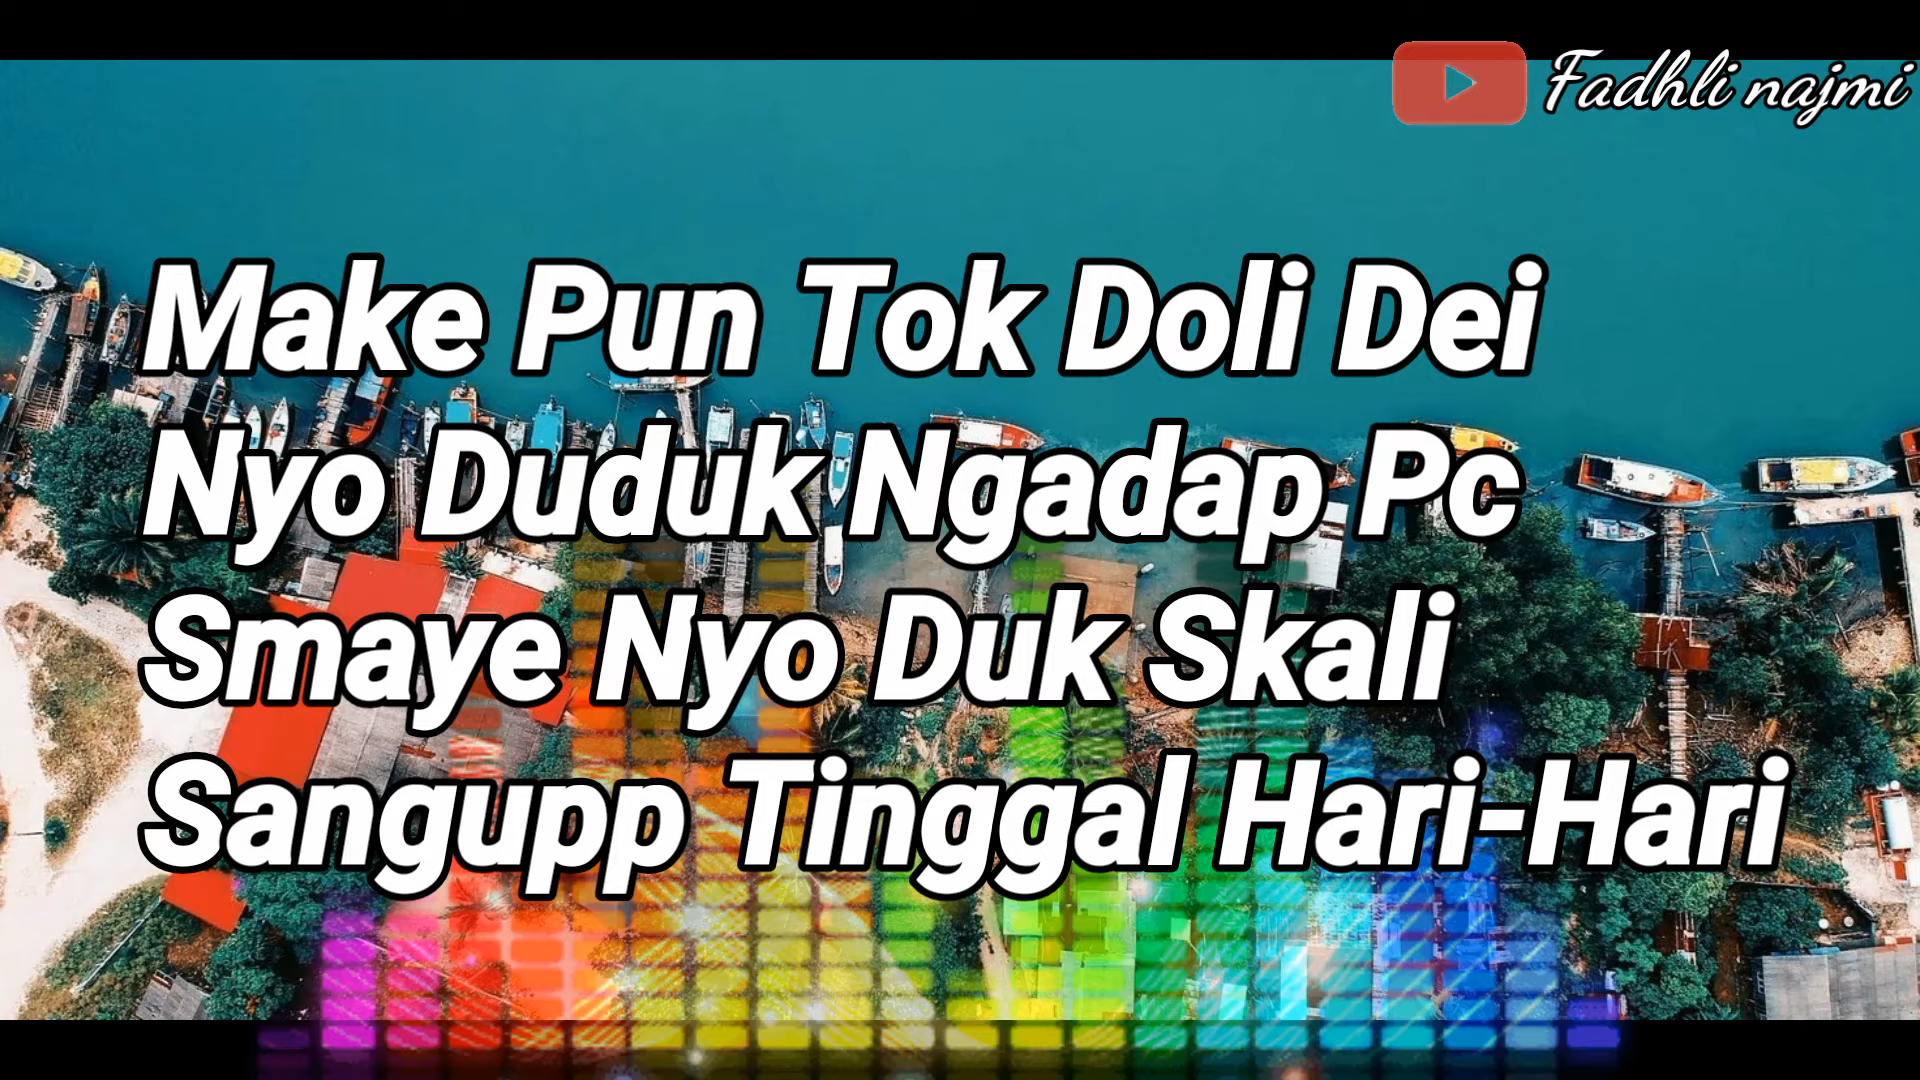 Fadhli najmi
Make Pun Tok Doli Dei
Nyo Duduk Ngadap Pc
Smaye Nyo Duk Skali
Sangupp Tinggal Hari-Hari